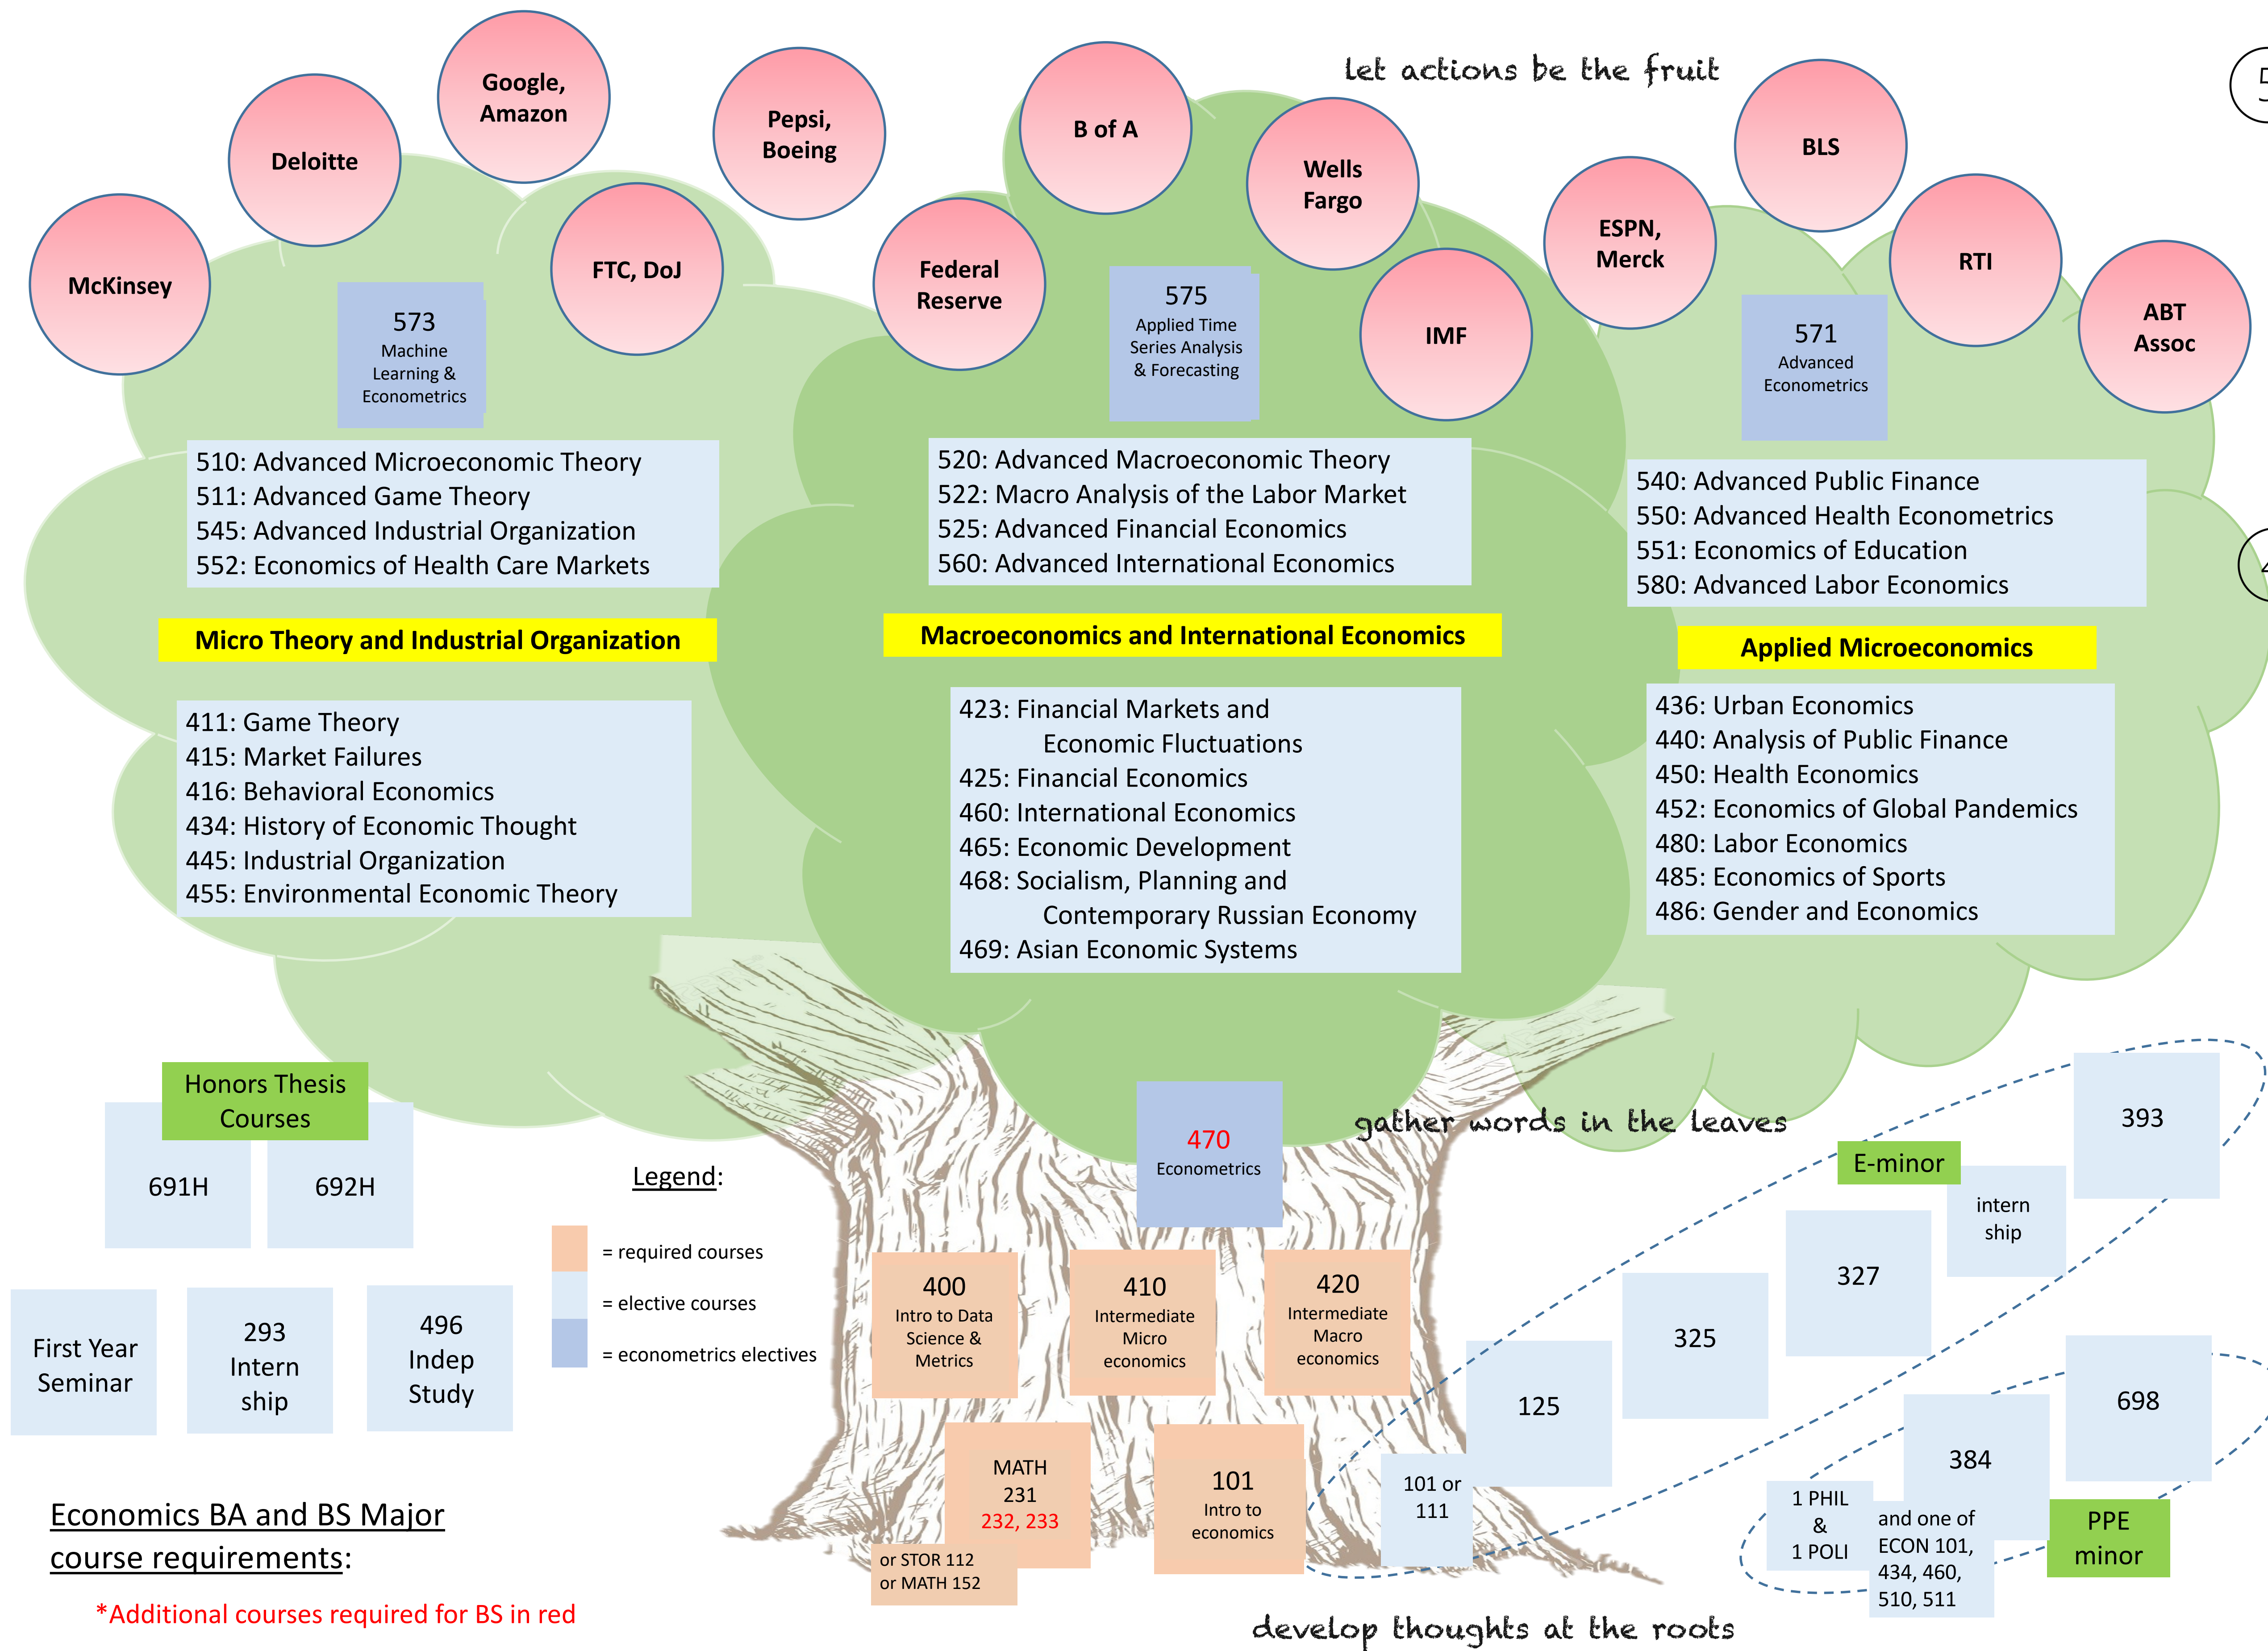 let actions be the fruit
5
Google,
Amazon
Deloitte
Pepsi,
Boeing
B of A
Wells
Fargo
BLS
McKinsey
FTC, DoJ
Federal
Reserve
IMF
ESPN,
Merck
RTI
ABT
Assoc
573
Machine
Learning &
Econometrics
575
Applied Time
Series Analysis
& Forecasting
571
Advanced
Econometrics
510: Advanced Microeconomic Theory
511: Advanced Game Theory
545: Advanced Industrial Organization
552: Economics of Health Care Markets
520: Advanced Macroeconomic Theory
522: Macro Analysis of the Labor Market
525: Advanced Financial Economics
560: Advanced International Economics
540: Advanced Public Finance
550: Advanced Health Econometrics
551: Economics of Education
580: Advanced Labor Economics
Micro Theory and Industrial Organization
Macroeconomics and International Economics
Applied Microeconomics
411: Game Theory
415: Market Failures
416: Behavioral Economics
434: History of Economic Thought
445: Industrial Organization
455: Environmental Economic Theory
423: Financial Markets and
Economic Fluctuations
425: Financial Economics
460: International Economics
465: Economic Development
468: Socialism, Planning and
Contemporary Russian Economy
469: Asian Economic Systems
436: Urban Economics
440: Analysis of Public Finance
450: Health Economics
452: Economics of Global Pandemics
480: Labor Economics
485: Economics of Sports
486: Gender and Economics
Honors Thesis
Courses
691H
692H
First Year
Seminar
293
Intern
ship
496
Indep
Study
Legend:
= required courses
= elective courses
= econometrics electives
470
Econometrics
gather words in the leaves
400
Intro to Data
Science &
Metrics
410
Intermediate
Micro
economics
420
Intermediate
Macro
economics
MATH
231
232, 233
or STOR 112
or MATH 152
101
Intro to
economics
E-minor
393
intern
ship
327
325
125
101 or
111
698
384
1 PHIL
&
1 POLI
and one of
ECON 101,
434, 460,
510, 511
PPE
minor
Economics BA and BS Major
course requirements:
*Additional courses required for BS in red
develop thoughts at the roots